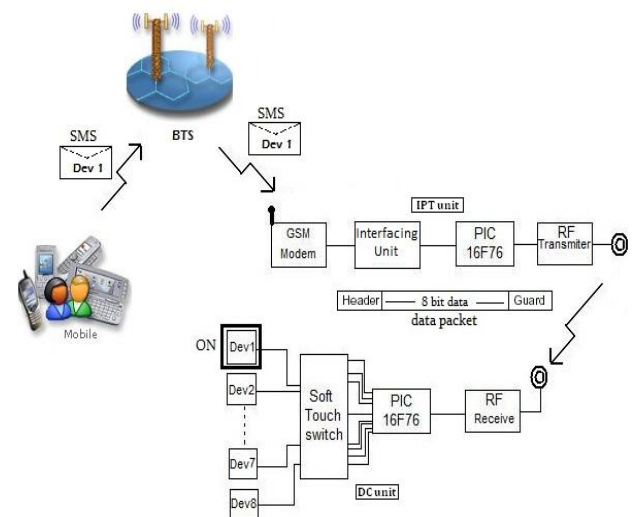 SMS
Dev 1
BTS
SMS
Dev 1
Mobile
IPT unit
GSM
Modem
Interfacing
Unit
PIC
16F76
RF
Transmiter
Header
8 bit data
Guard
data packet
ON
Dev1
Dev2
Dev7
Dev8
Soft
Touch
switch
PIC
16F76
RF
Receive
DC unit